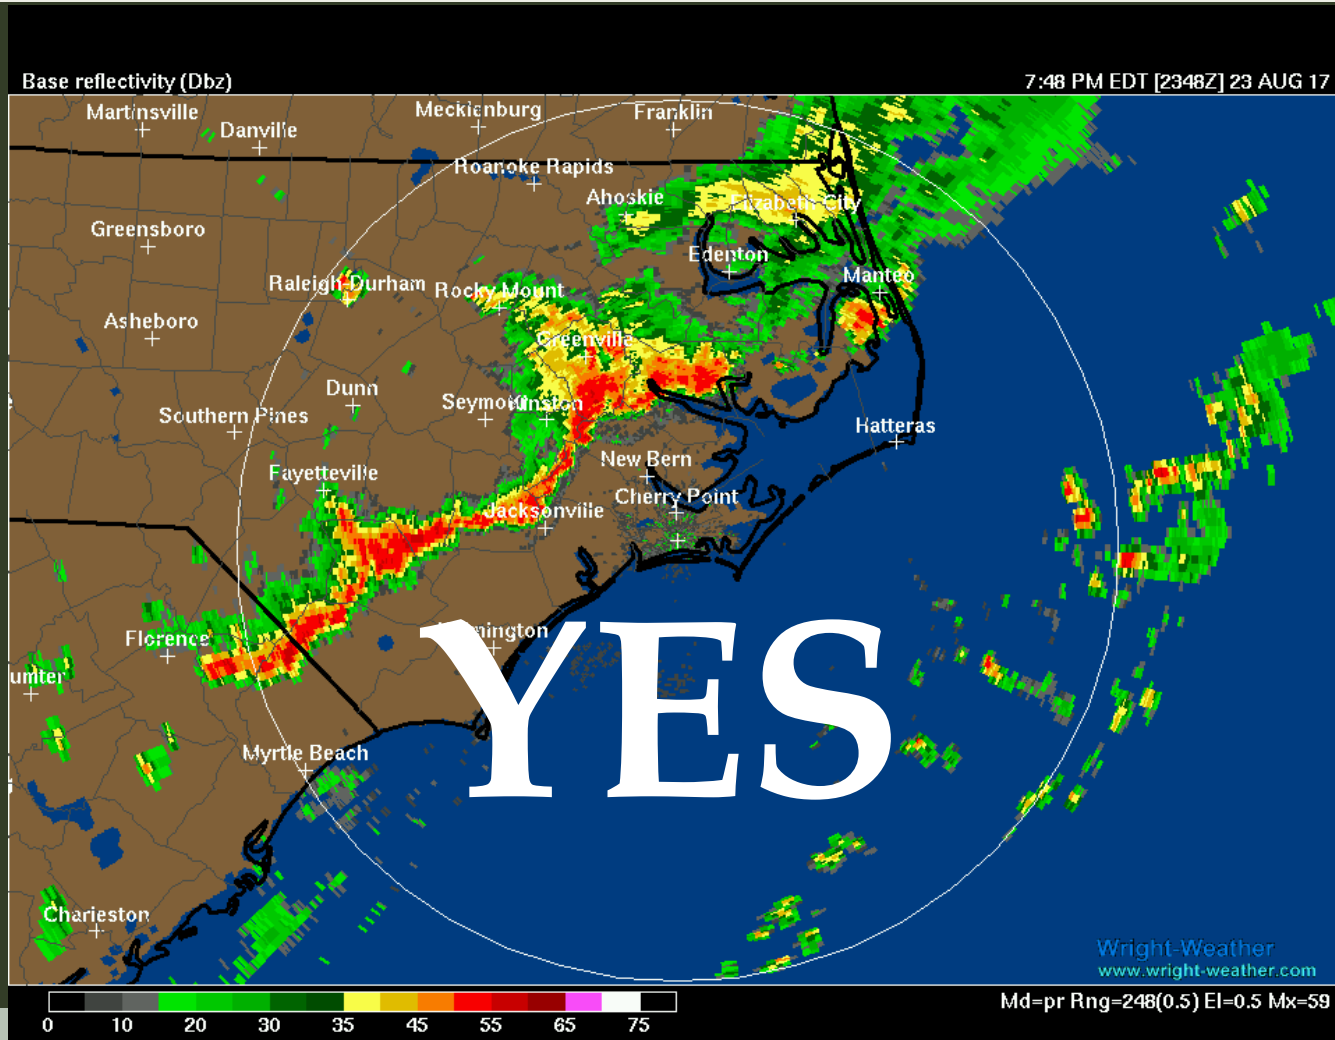 Base reflectivity (Dbz)
7:48 PM EDT [2348Z] 23 AUG 17
Martinsville
Mecklenburg
Franklin
Danville
Roanoke Rapids
Ahoskie
Elizabeth City
Greensboro
Edenton
Manteo
Raleigh-Durham
Rocky Mount
Asheboro
Greenville
Dunn
Southern Pines
Hatteras
New Bern
Fayetteville
Cherry Point
Jacksonville
Florence
YES
Myrtle Beach
Charleston
Wright-Weather
www.wright-weather.com
Md=pr Rng=248(0.5) El=0.5 Mx=59
0 10 20 30 35 45 55 65 75